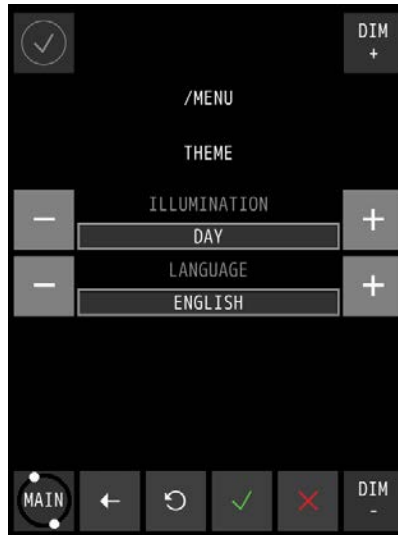 DIM
+
/MENU
THEME
ILLUMINATION
− DAY +
LANGUAGE
− ENGLISH +
MAIN
DIM
-